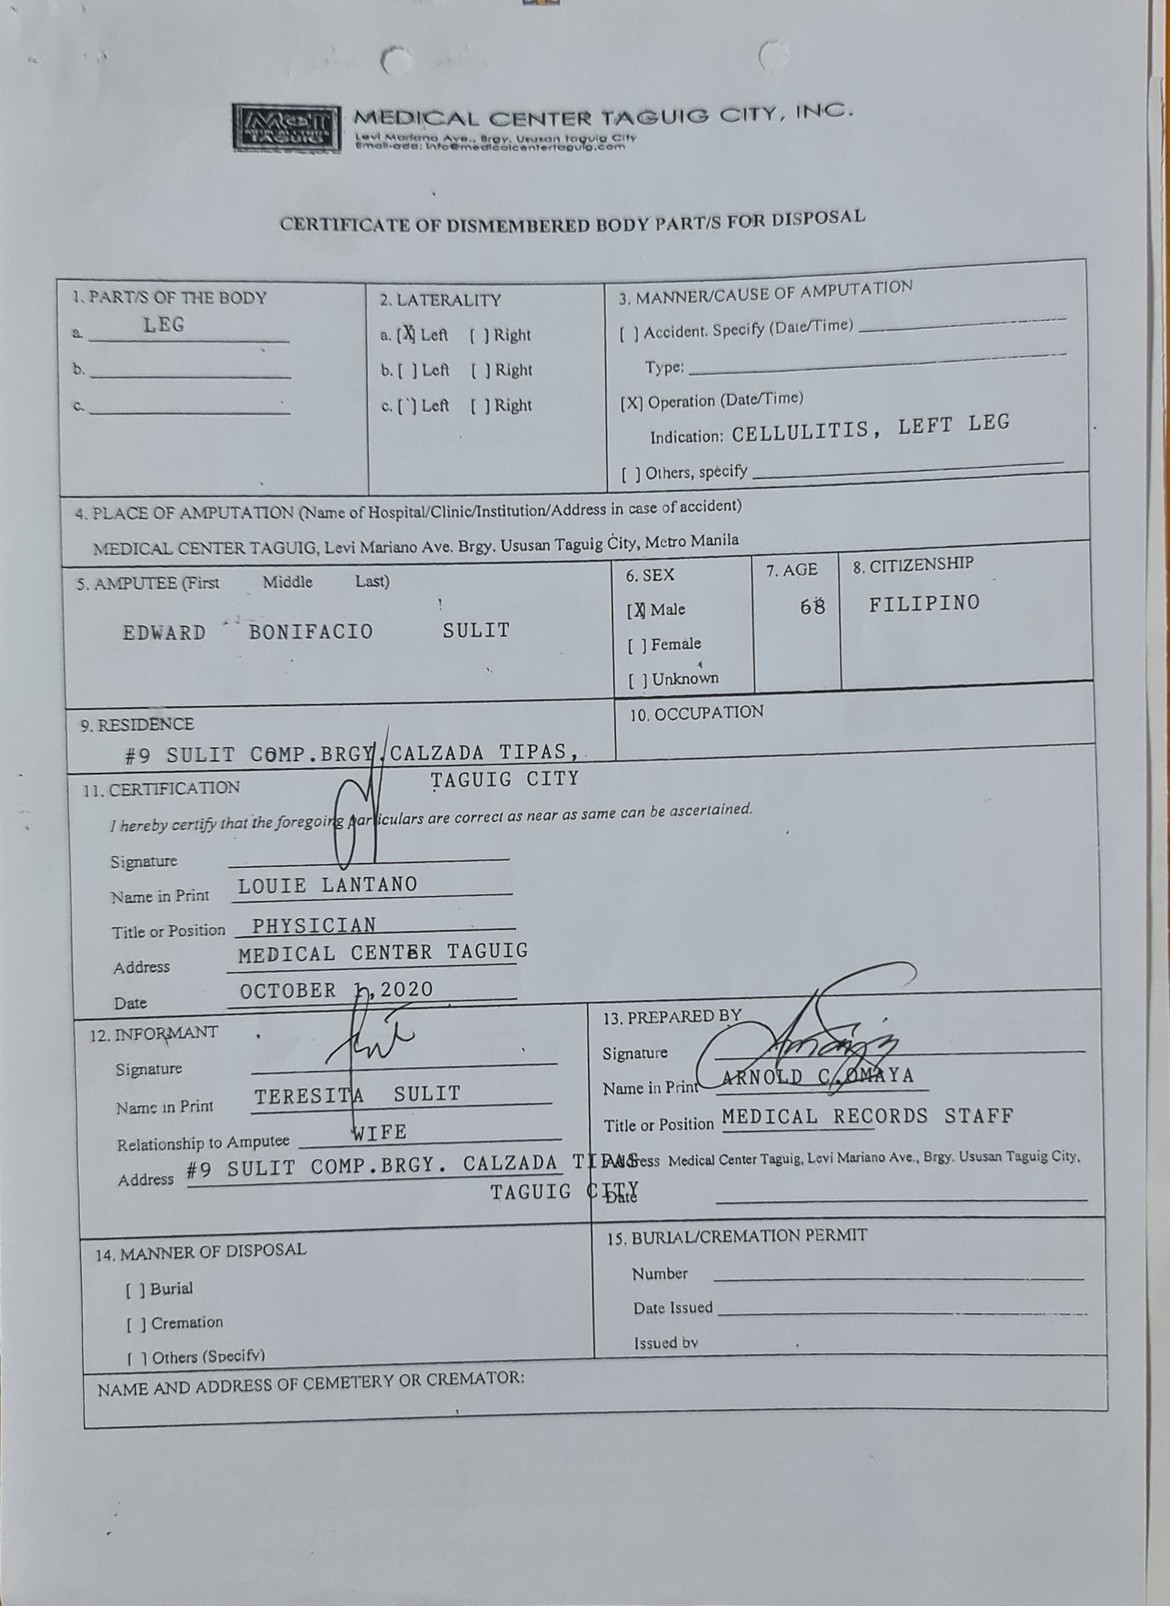 MCT
TAGUIG
MEDICAL CENTER TAGUIG CITY, INC.
Levi Mariano Ave., Brgy. Ususan Taguig City
Email-add: info@medicalcentertaguig.com
CERTIFICATE OF DISMEMBERED BODY PART/S FOR DISPOSAL
1. PART/S OF THE BODY
a. LEG
b.
c.
2. LATERALITY
a. [X] Left [ ] Right
b. [ ] Left [ ] Right
c. [ ] Left [ ] Right
3. MANNER/CAUSE OF AMPUTATION
[ ] Accident. Specify (Date/Time)
Type:
[X] Operation (Date/Time)
Indication: CELLULITIS, LEFT LEG
[ ] Others, specify
4. PLACE OF AMPUTATION (Name of Hospital/Clinic/Institution/Address in case of accident)
MEDICAL CENTER TAGUIG, Levi Mariano Ave. Brgy. Ususan Taguig City, Metro Manila
5. AMPUTEE (First Middle Last)
EDWARD BONIFACIO SULIT
6. SEX
[X] Male
[ ] Female
[ ] Unknown
7. AGE
68
8. CITIZENSHIP
FILIPINO
9. RESIDENCE
#9 SULIT COMP.BRGY.CALZADA TIPAS,
TAGUIG CITY
10. OCCUPATION
11. CERTIFICATION
I hereby certify that the foregoing particulars are correct as near as same can be ascertained.
Signature
Name in Print LOUIE LANTANO
Title or Position PHYSICIAN
Address MEDICAL CENTER TAGUIG
Date OCTOBER ,2020
12. INFORMANT
Signature
Name in Print TERESITA SULIT
Relationship to Amputee WIFE
Address #9 SULIT COMP.BRGY. CALZADA TIPAS
TAGUIG CITY
13. PREPARED BY
Signature
Name in Print ARNOLD C.OMAYA
Title or Position MEDICAL RECORDS STAFF
Address Medical Center Taguig, Levi Mariano Ave., Brgy. Ususan Taguig City,
Date
14. MANNER OF DISPOSAL
[ ] Burial
[ ] Cremation
[ ] Others (Specify)
15. BURIAL/CREMATION PERMIT
Number
Date Issued
Issued by
NAME AND ADDRESS OF CEMETERY OR CREMATOR: